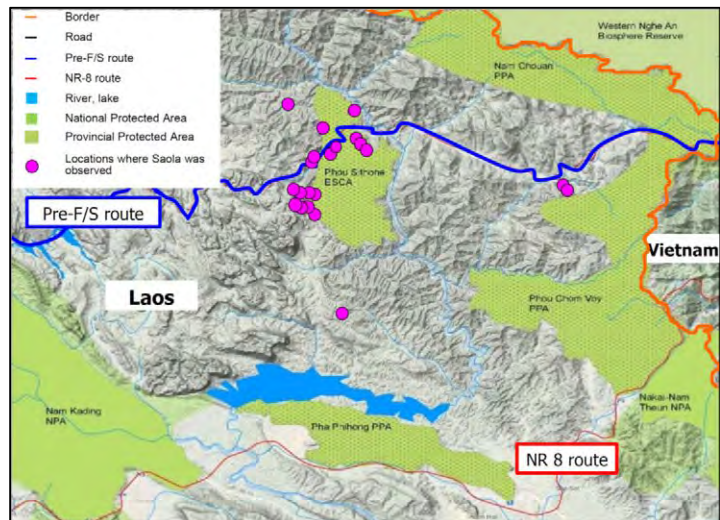 Border
Road
Pre-F/S route
NR-8 route
River, lake
National Protected Area
Provincial Protected Area
Locations where Saola was
observed
Western Nghe An
Biosphere Reserve
Nam Chouan
PPA
Phou Sithone
ESCA
Pre-F/S route
Vietnam
Laos
Phou Chom Voy
PPA
Nakai-Nam
Theun NPA
Nam Kading
NPA
Pha Phihong PPA
NR 8 route